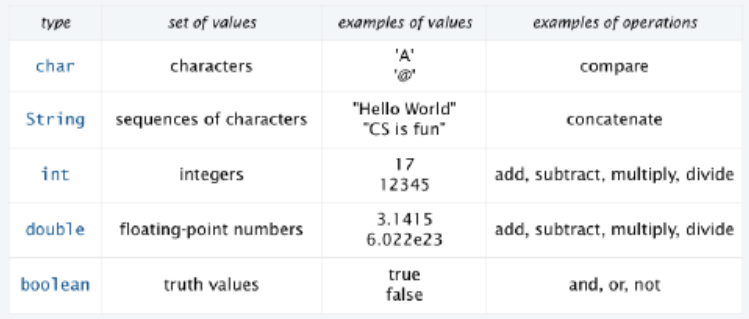 type set of values examples of values examples of operations
char characters 'A' compare
'@'
String sequences of characters "Hello World" concatenate
"CS is fun"
int integers 17 add, subtract, multiply, divide
12345
double floating-point numbers 3.1415 add, subtract, multiply, divide
6.022e23
boolean truth values true and, or, not
false